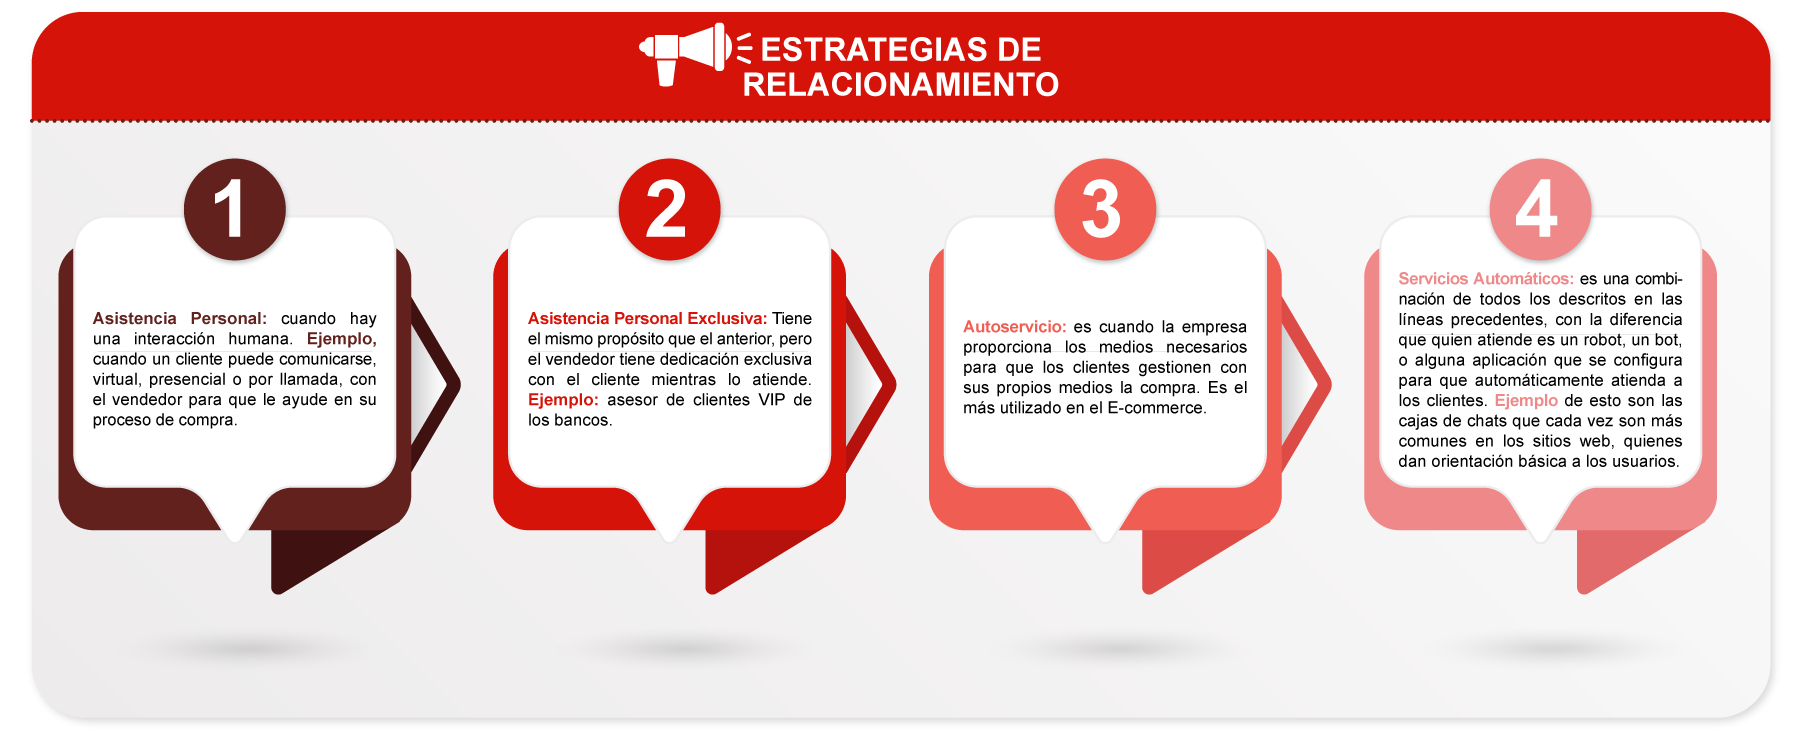 ESTRATEGIAS DE
RELACIONAMIENTO
1
Asistencia Personal: cuando hay
una interacción humana. Ejemplo,
cuando un cliente puede comunicarse,
virtual, presencial o por llamada, con
el vendedor para que le ayude en su
proceso de compra.
2
Asistencia Personal Exclusiva: Tiene
el mismo propósito que el anterior, pero
el vendedor tiene dedicación exclusiva
con el cliente mientras lo atiende.
Ejemplo: asesor de clientes VIP de
los bancos.
3
Autoservicio: es cuando la empresa
proporciona los medios necesarios
para que los clientes gestionen con
sus propios medios la compra. Es el
más utilizado en el E-commerce.
4
Servicios Automáticos: es una combi-
nación de todos los descritos en las
líneas precedentes, con la diferencia
que quien atiende es un robot, un bot,
o alguna aplicación que se configura
para que automáticamente atienda a
los clientes. Ejemplo de esto son las
cajas de chats que cada vez son más
comunes en los sitios web, quienes
dan orientación básica a los usuarios.